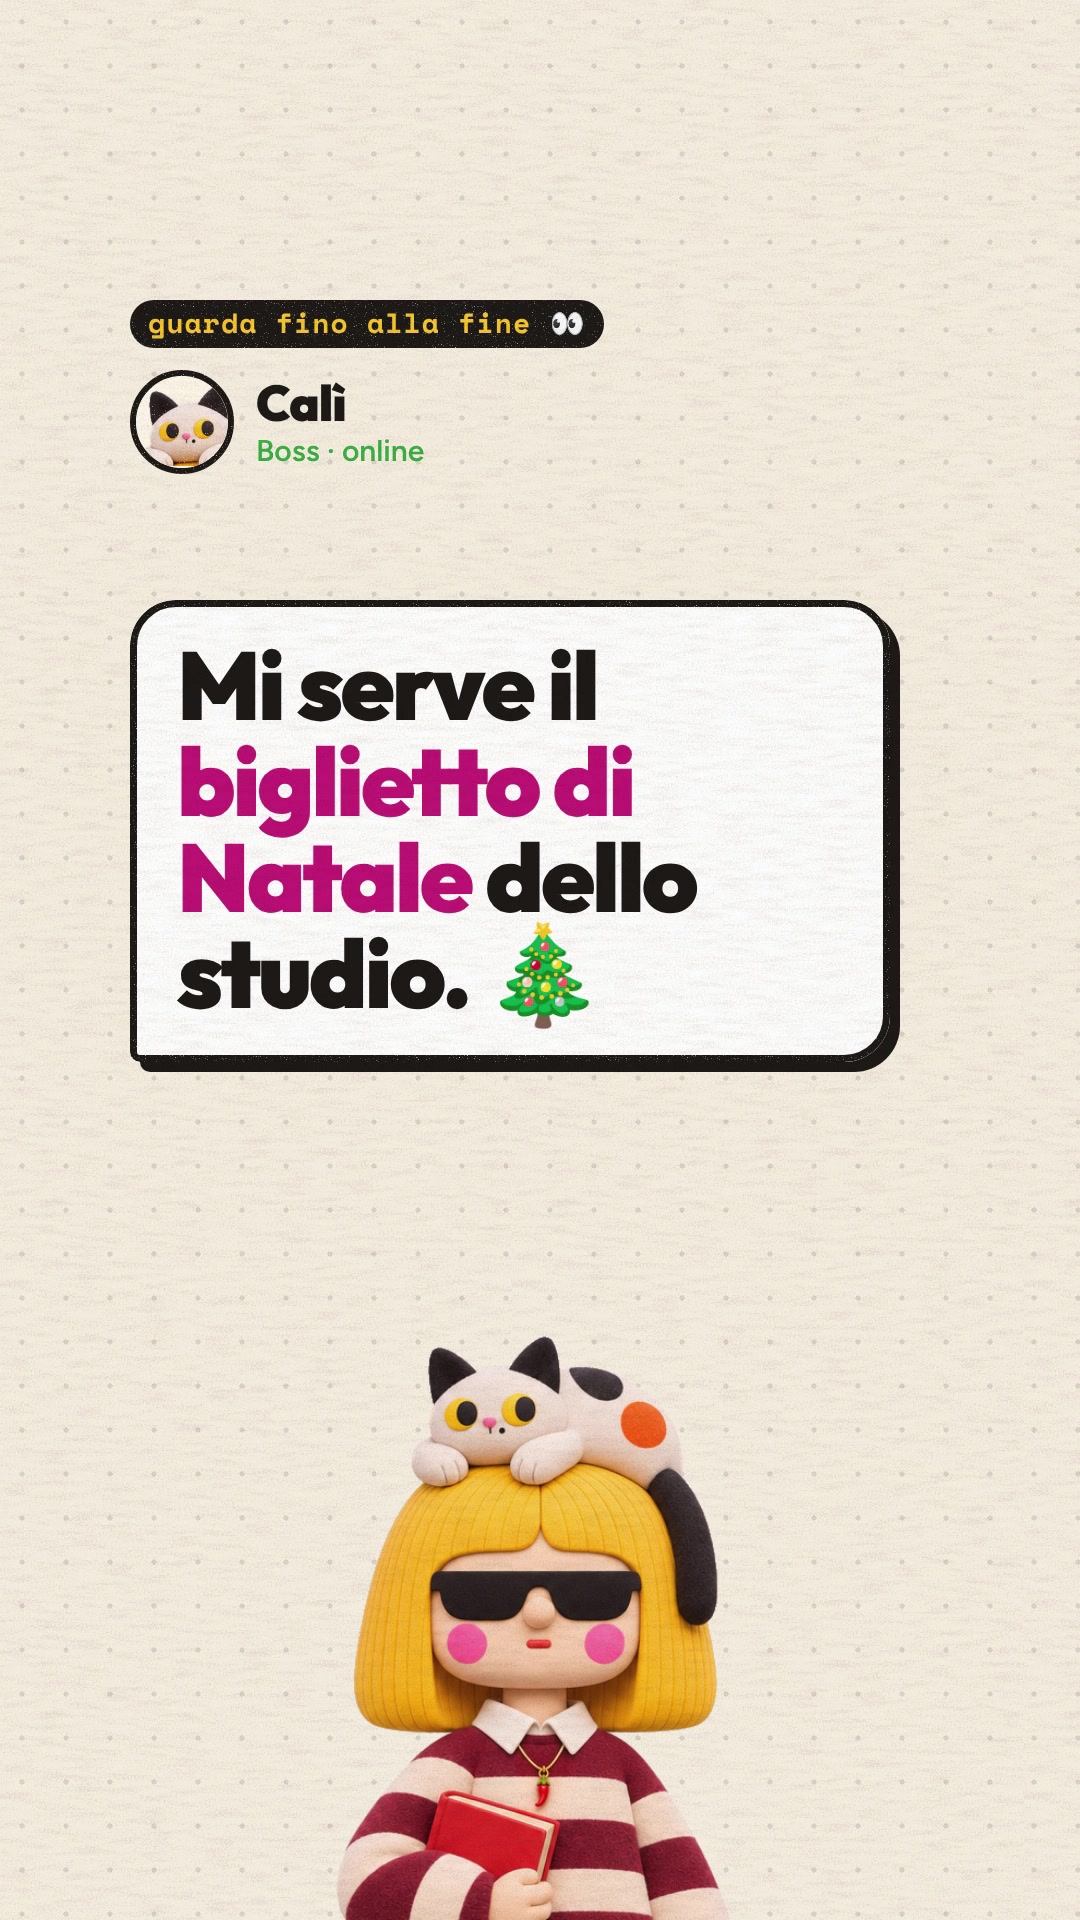 guarda fino alla fine 👀
Calì
Boss · online
Mi serve il
biglietto di
Natale dello
studio. 🎄